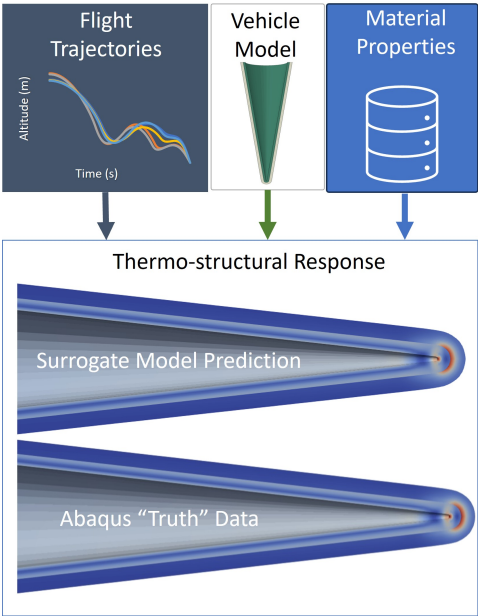 Flight
Trajectories
Altitude (m)
Time (s)
Vehicle
Model
Material
Properties
Thermo-structural Response
Surrogate Model Prediction
Abaqus “Truth” Data